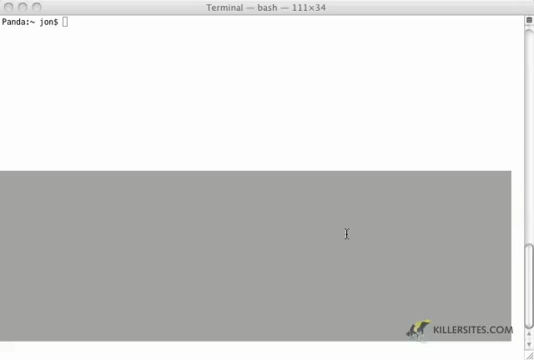 Terminal — bash — 111×34
Panda:~ jon$
KILLERSITES.COM